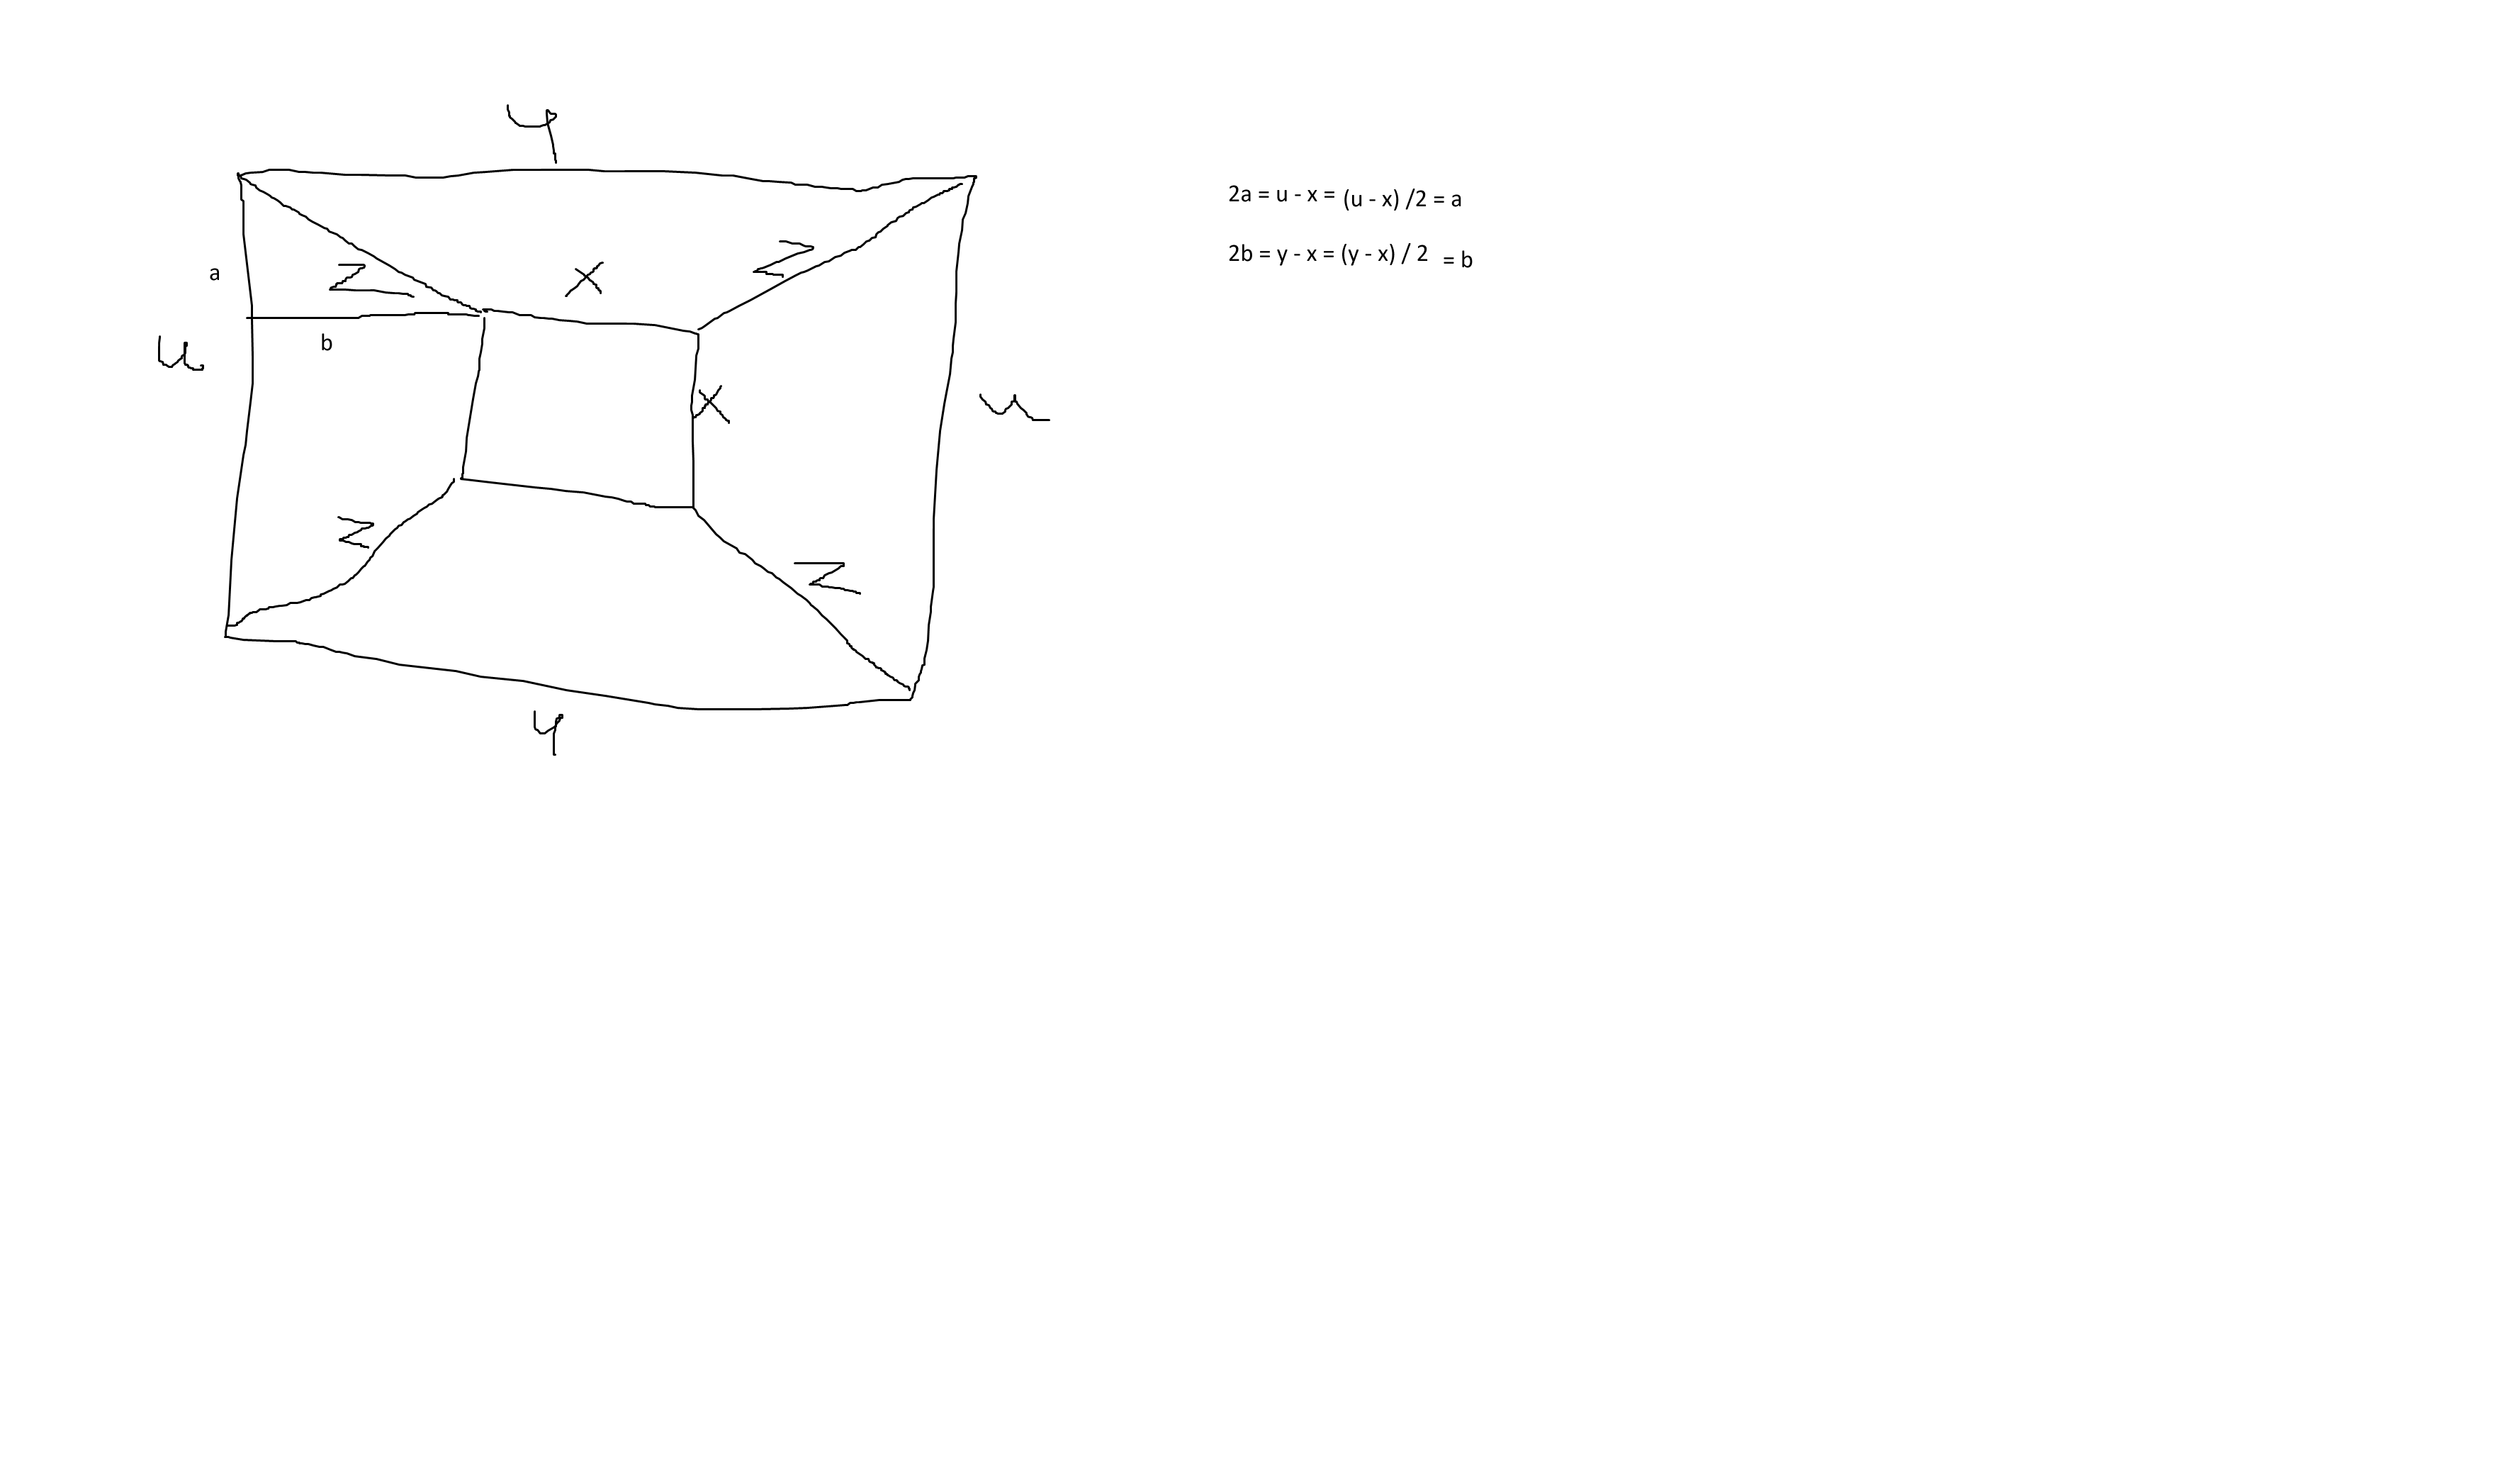 y
2a = u - x = (u - x) /2 = a
2b = y - x = (y - x) / 2 = b
z
x
z
a
b
u
x
u
z
z
y